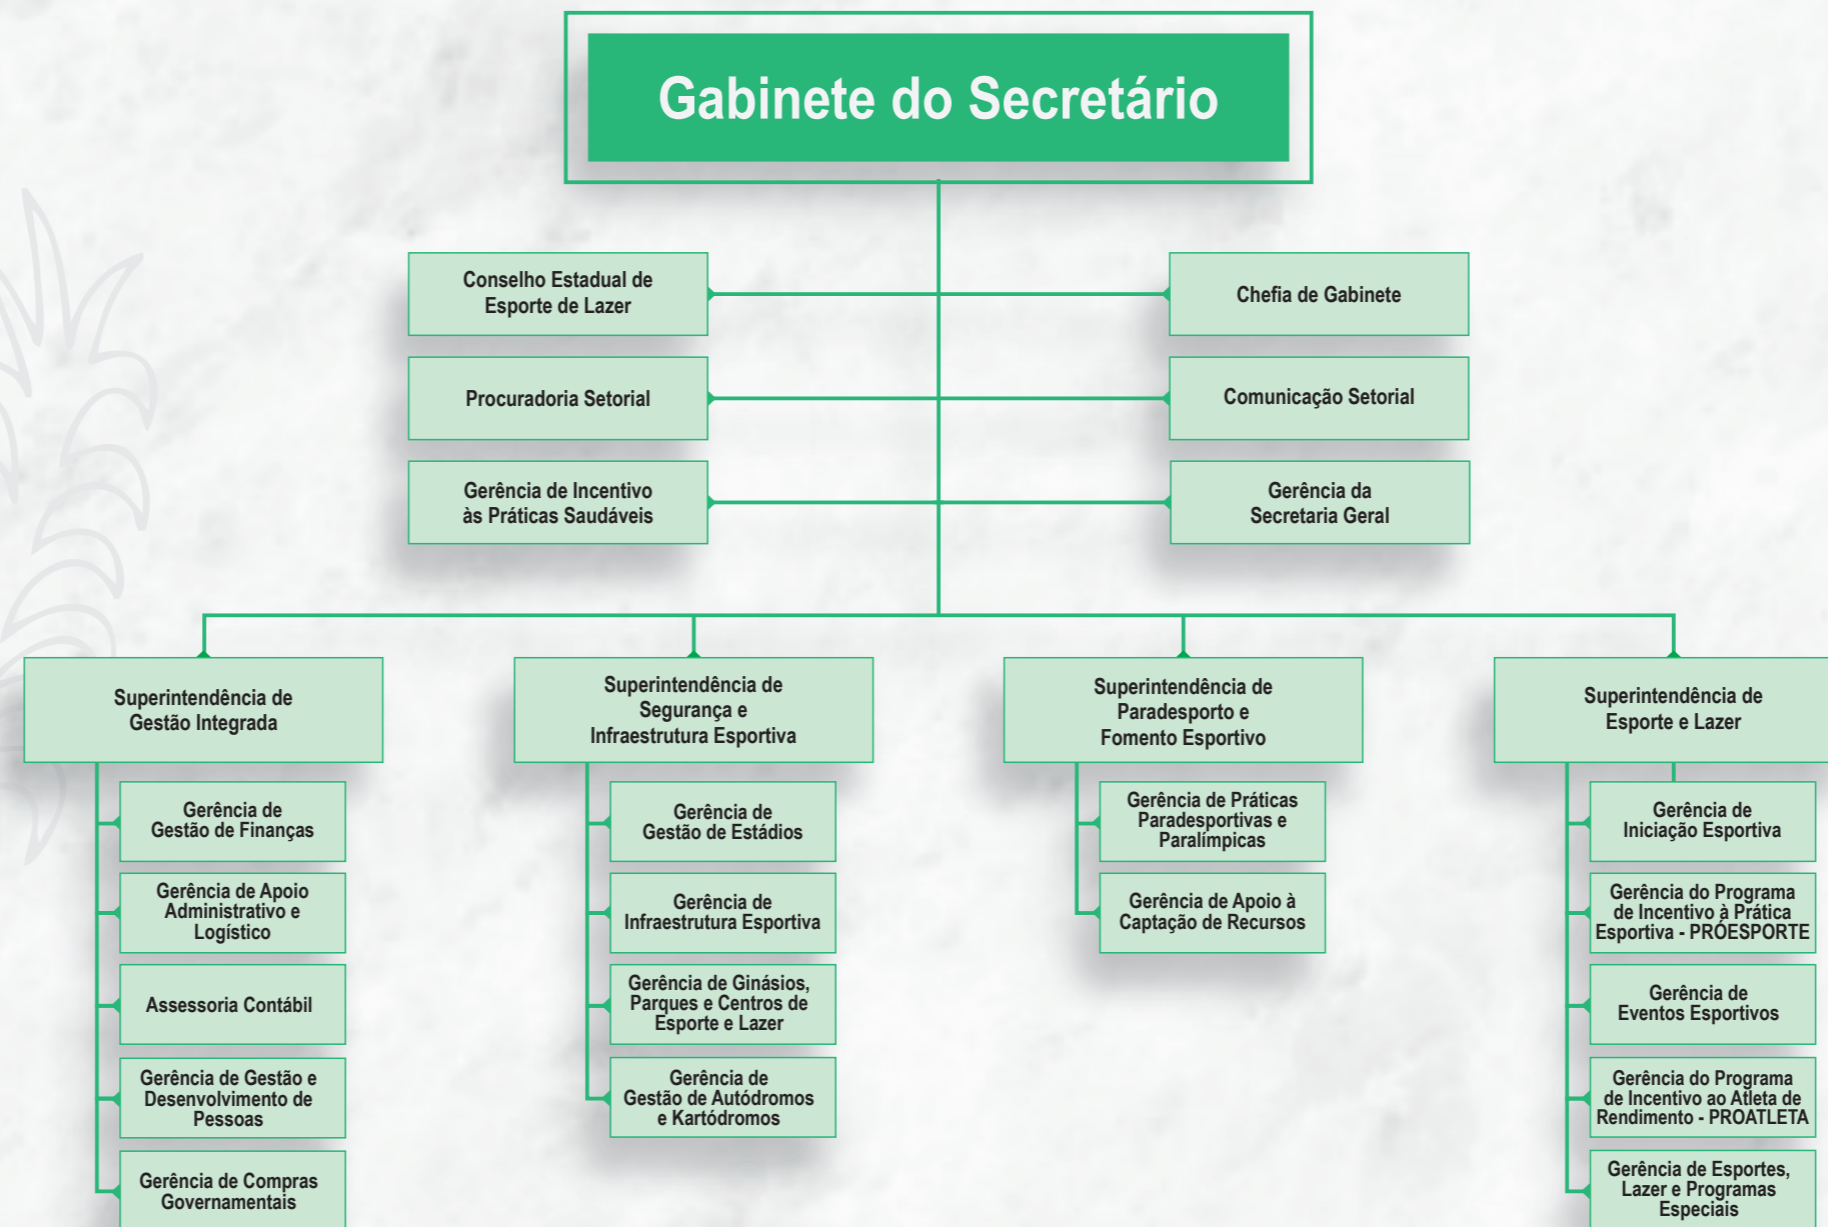 Gabinete do Secretário
Conselho Estadual de
Esporte de Lazer
Chefia de Gabinete
Procuradoria Setorial
Comunicação Setorial
Gerência de Incentivo
às Práticas Saudáveis
Gerência da
Secretaria Geral
Superintendência de
Gestão Integrada
Superintendência de
Segurança e
Infraestrutura Esportiva
Superintendência de
Paradesporto e
Fomento Esportivo
Superintendência de
Esporte e Lazer
Gerência de
Gestão de Finanças
Gerência de Apoio
Administrativo e
Logístico
Assessoria Contábil
Gerência de Gestão e
Desenvolvimento de
Pessoas
Gerência de Compras
Governamentais
Gerência de
Gestão de Estádios
Gerência de
Infraestrutura Esportiva
Gerência de Ginásios,
Parques e Centros de
Esporte e Lazer
Gerência de
Gestão de Autódromos
e Kartódromos
Gerência de Práticas
Paradesportivas e
Paralímpicas
Gerência de Apoio à
Captação de Recursos
Gerência de
Iniciação Esportiva
Gerência do Programa
de Incentivo à Prática
Esportiva - PRÓESPORTE
Gerência de
Eventos Esportivos
Gerência do Programa
de Incentivo ao Atleta de
Rendimento - PROATLETA
Gerência de Esportes,
Lazer e Programas
Especiais